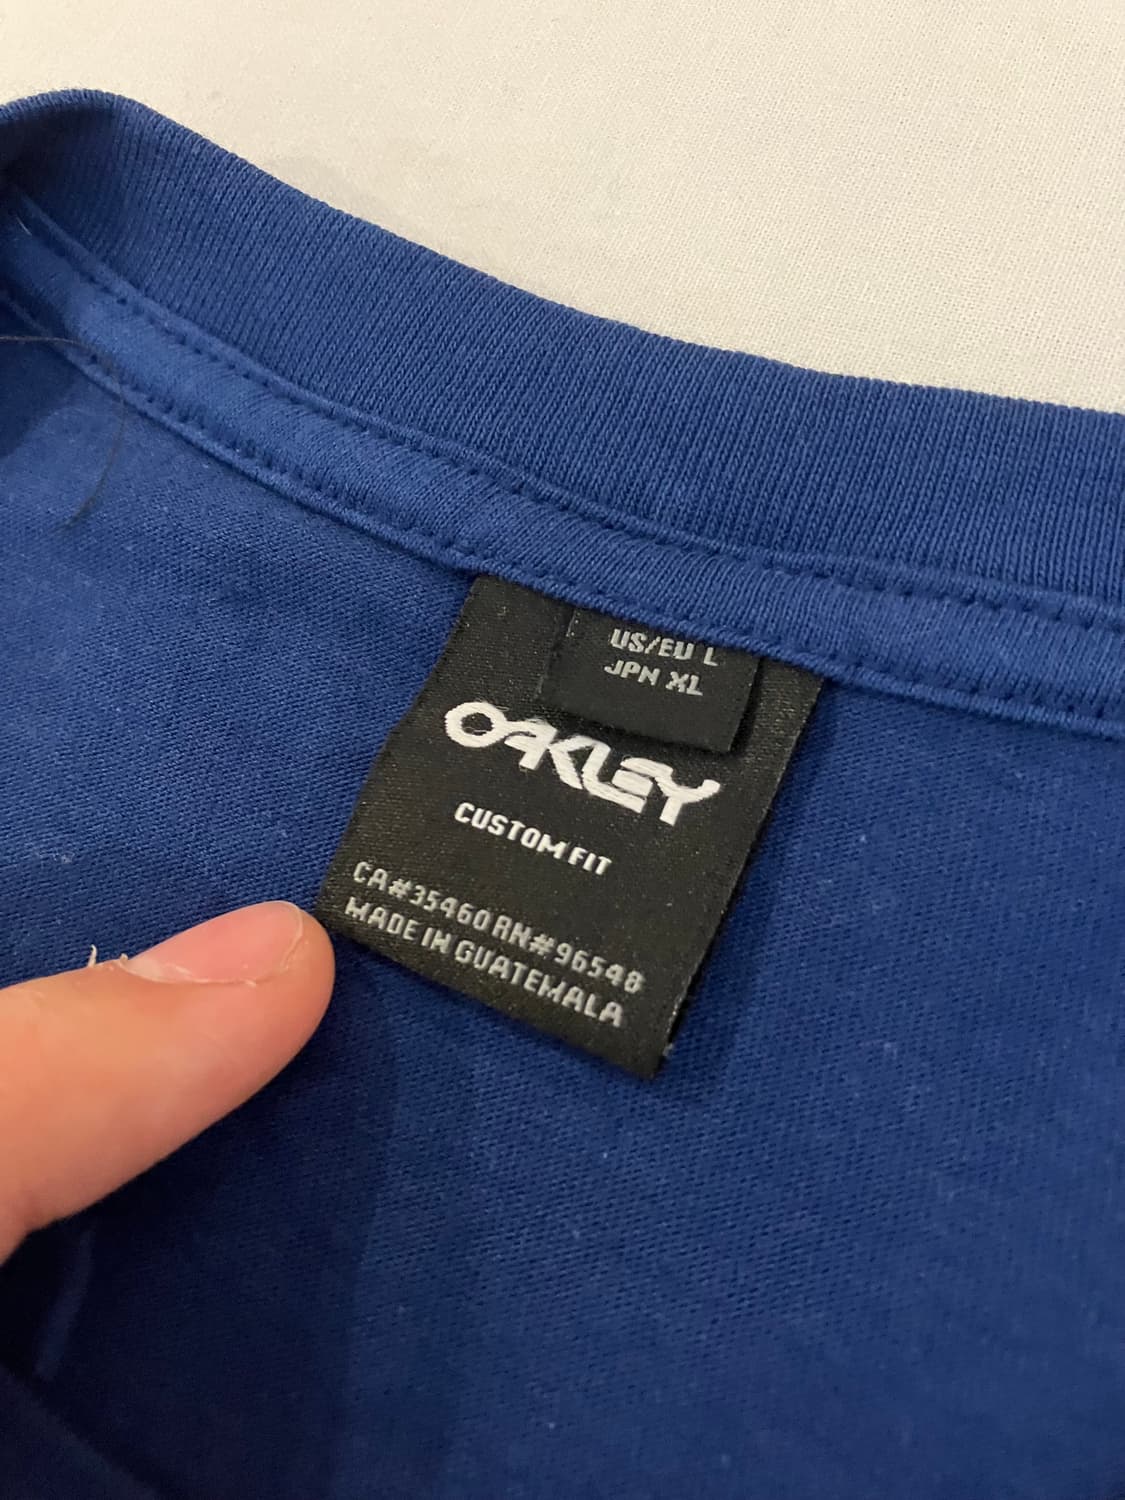 US/EU L
JPN XL
OAKLEY
CUSTOM FIT
CA#35460 RN#96548
MADE IN GUATEMALA